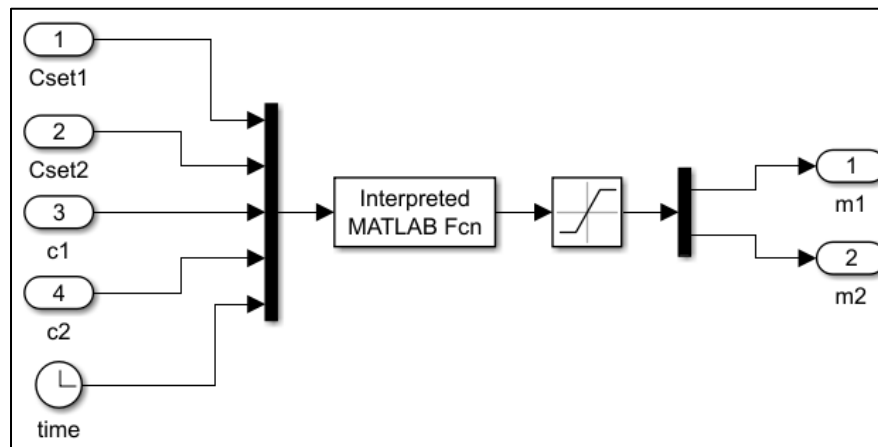 1
Cset1
2
Cset2
3
c1
4
c2
time
Interpreted
MATLAB Fcn
1
m1
2
m2